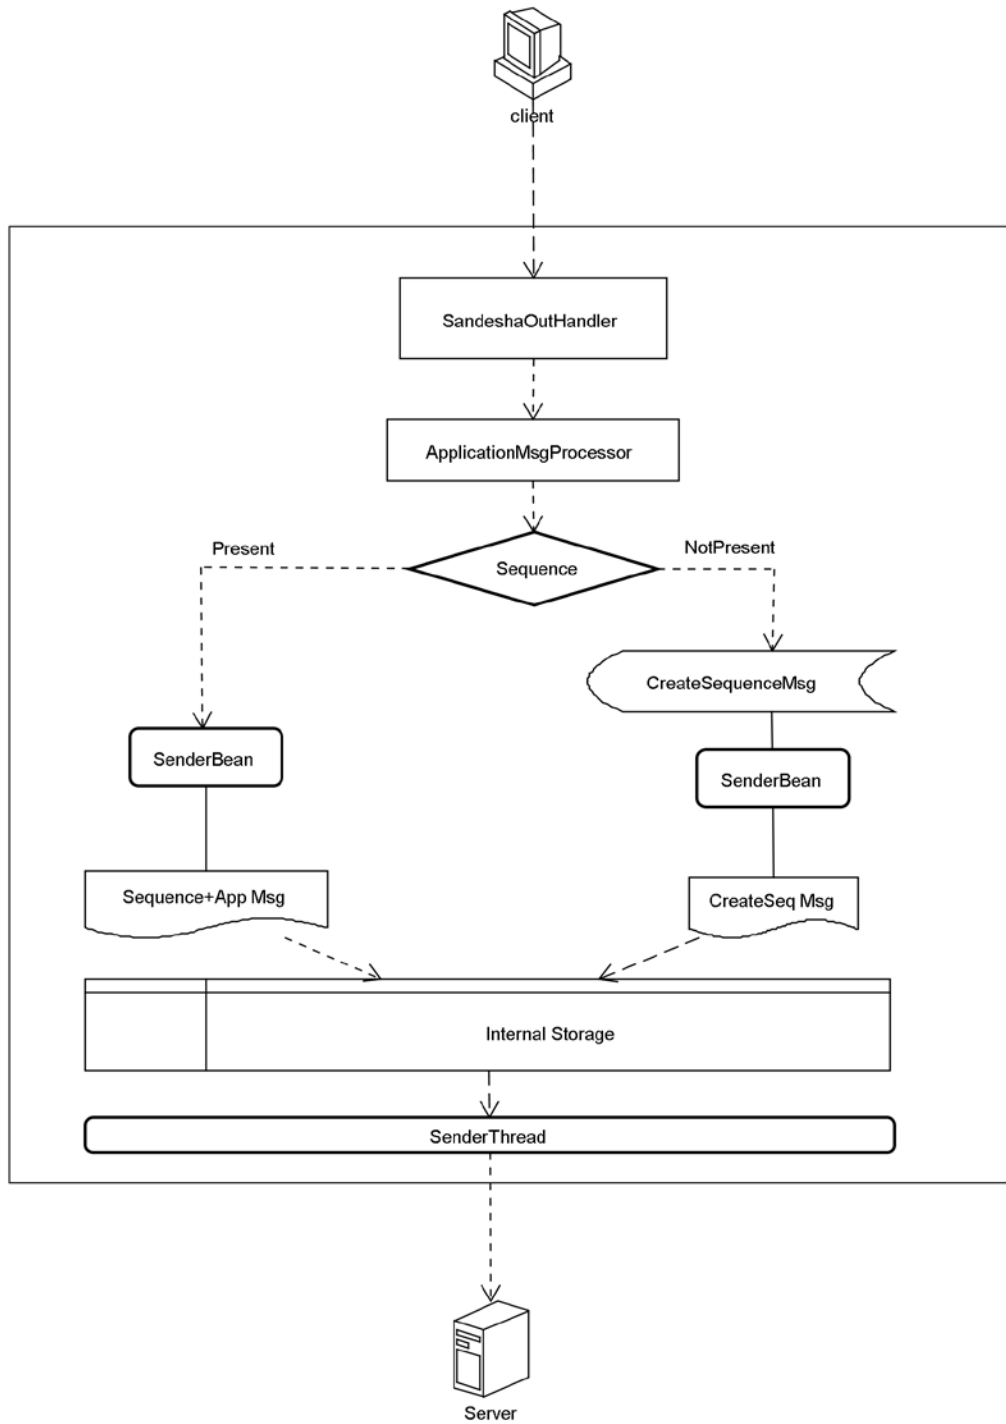 client
SandeshaOutHandler
ApplicationMsgProcessor
Present
NotPresent
Sequence
CreateSequenceMsg
SenderBean
SenderBean
Sequence+App Msg
CreateSeq Msg
Internal Storage
SenderThread
Server